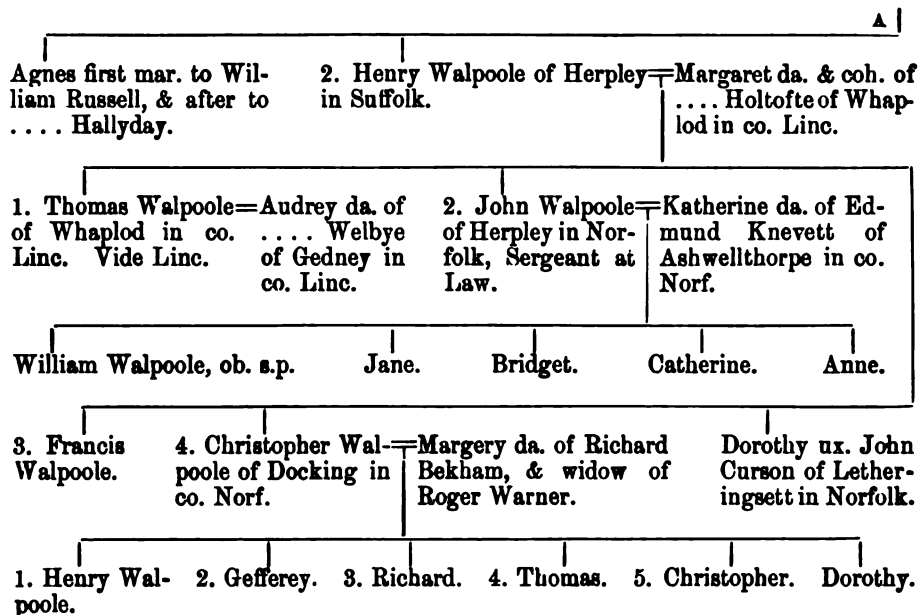 A
Agnes first mar. to Wil-
liam Russell, & after to
. . . . Hallyday.
2. Henry Walpoole of Herpley
in Suffolk.
Margaret da. & coh. of
. . . . Holtofte of Whap-
lod in co. Linc.
1. Thomas Walpoole
of Whaplod in co.
Linc. Vide Linc.
Audrey da. of
. . . . Welbye
of Gedney in
co. Linc.
2. John Walpoole
of Herpley in Nor-
folk, Sergeant at
Law.
Katherine da. of Ed-
mund Knevett of
Ashwellthorpe in co.
Norf.
William Walpoole, ob. s.p. Jane. Bridget. Catherine. Anne.
3. Francis
Walpoole.
4. Christopher Wal-
poole of Docking in
co. Norf.
Margery da. of Richard
Bekham, & widow of
Roger Warner.
Dorothy ux. John
Curson of Lether-
ingsett in Norfolk.
1. Henry Wal-
poole.
2. Gefferey. 3. Richard. 4. Thomas. 5. Christopher. Dorothy.